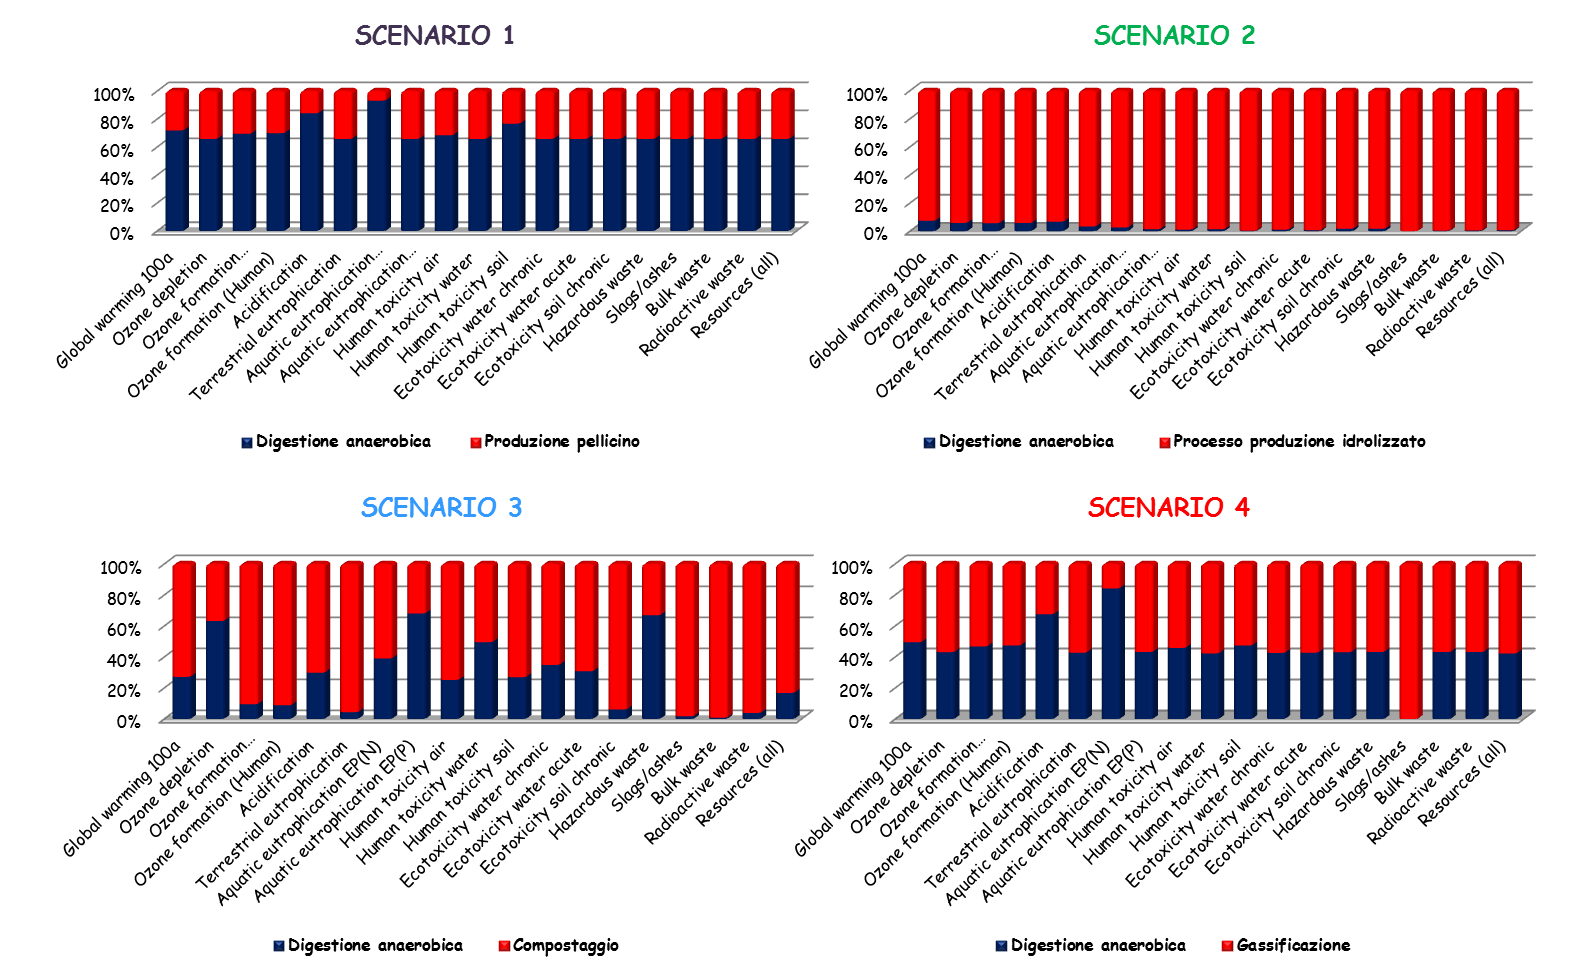 SCENARIO 1
100%
80%
60%
40%
20%
0%
Global warming 100a
Ozone depletion
Ozone formation...
Ozone formation (Human)
Acidification
Terrestrial eutrophication
Aquatic eutrophication...
Aquatic eutrophication...
Human toxicity air
Human toxicity water
Human toxicity soil
Ecotoxicity water chronic
Ecotoxicity water acute
Ecotoxicity soil chronic
Hazardous waste
Slags/ashes
Bulk waste
Radioactive waste
Resources (all)
Digestione anaerobica
Produzione pellicino
SCENARIO 2
100%
80%
60%
40%
20%
0%
Global warming 100a
Ozone depletion
Ozone formation...
Ozone formation (Human)
Acidification
Terrestrial eutrophication
Aquatic eutrophication...
Aquatic eutrophication...
Human toxicity air
Human toxicity water
Human toxicity soil
Ecotoxicity water chronic
Ecotoxicity water acute
Ecotoxicity soil chronic
Hazardous waste
Slags/ashes
Bulk waste
Radioactive waste
Resources (all)
Digestione anaerobica
Processo produzione idrolizzato
SCENARIO 3
100%
80%
60%
40%
20%
0%
Global warming 100a
Ozone depletion
Ozone formation...
Ozone formation (Human)
Acidification
Terrestrial eutrophication
Aquatic eutrophication EP(N)
Aquatic eutrophication EP(P)
Human toxicity air
Human toxicity water
Human toxicity soil
Ecotoxicity water chronic
Ecotoxicity water acute
Ecotoxicity soil chronic
Hazardous waste
Slags/ashes
Bulk waste
Radioactive waste
Resources (all)
Digestione anaerobica
Compostaggio
SCENARIO 4
100%
80%
60%
40%
20%
0%
Global warming 100a
Ozone depletion
Ozone formation...
Ozone formation (Human)
Acidification
Terrestrial eutrophication
Aquatic eutrophication EP(N)
Aquatic eutrophication EP(P)
Human toxicity air
Human toxicity water
Human toxicity soil
Ecotoxicity water chronic
Ecotoxicity water acute
Ecotoxicity soil chronic
Hazardous waste
Slags/ashes
Bulk waste
Radioactive waste
Resources (all)
Digestione anaerobica
Gassificazione